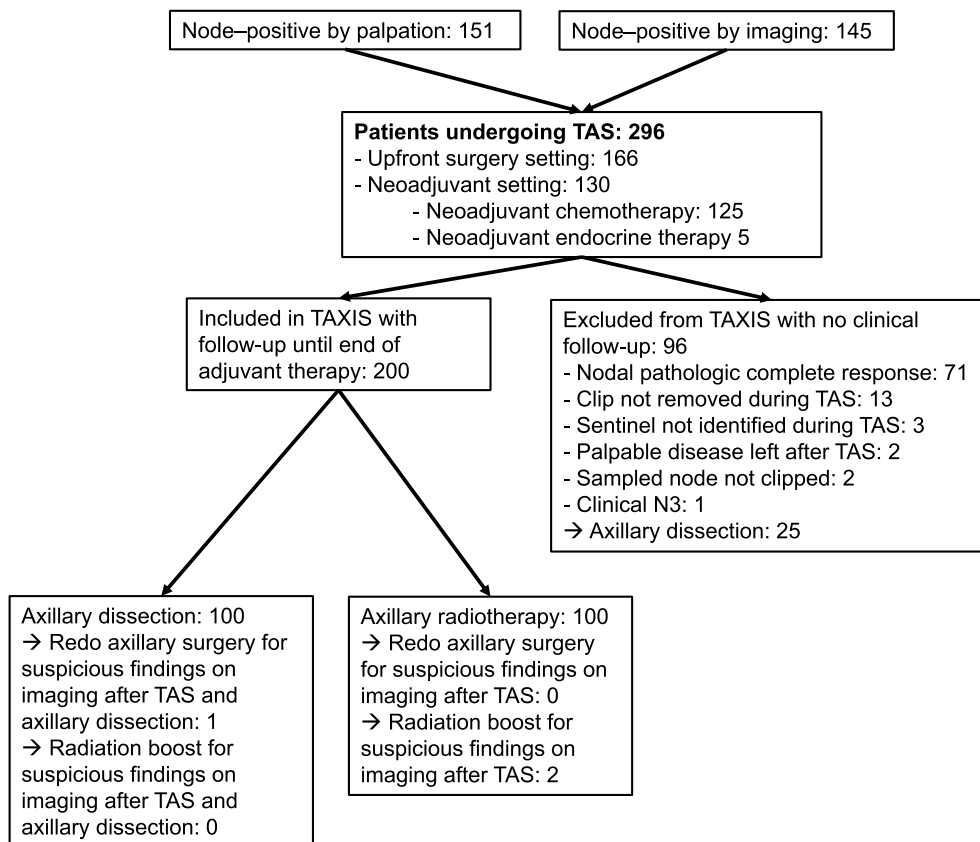 Node–positive by palpation: 151
Node–positive by imaging: 145
Patients undergoing TAS: 296
- Upfront surgery setting: 166
- Neoadjuvant setting: 130
- Neoadjuvant chemotherapy: 125
- Neoadjuvant endocrine therapy 5
Included in TAXIS with
follow-up until end of
adjuvant therapy: 200
Excluded from TAXIS with no clinical
follow-up: 96
- Nodal pathologic complete response: 71
- Clip not removed during TAS: 13
- Sentinel not identified during TAS: 3
- Palpable disease left after TAS: 2
- Sampled node not clipped: 2
- Clinical N3: 1
→ Axillary dissection: 25
Axillary dissection: 100
→ Redo axillary surgery for
suspicious findings on
imaging after TAS and
axillary dissection: 1
→ Radiation boost for
suspicious findings on
imaging after TAS and
axillary dissection: 0
Axillary radiotherapy: 100
→ Redo axillary surgery
for suspicious findings on
imaging after TAS: 0
→ Radiation boost for
suspicious findings on
imaging after TAS: 2